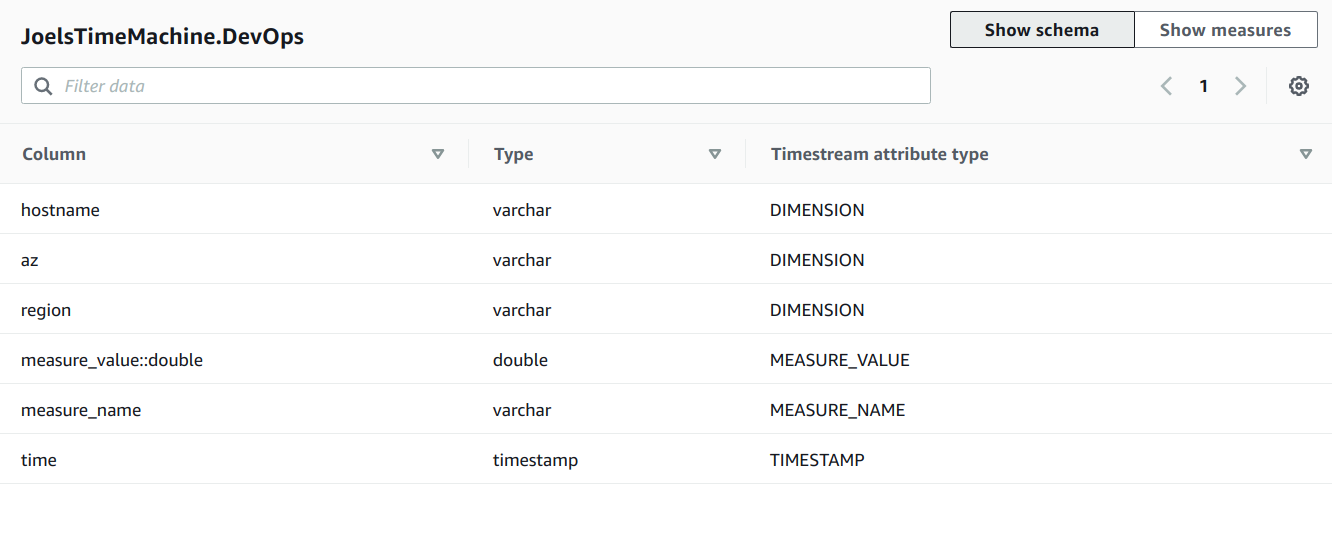 JoelsTimeMachine.DevOps
Show schema Show measures
Filter data
1
Column Type Timestream attribute type
hostname varchar DIMENSION
az varchar DIMENSION
region varchar DIMENSION
measure_value::double double MEASURE_VALUE
measure_name varchar MEASURE_NAME
time timestamp TIMESTAMP